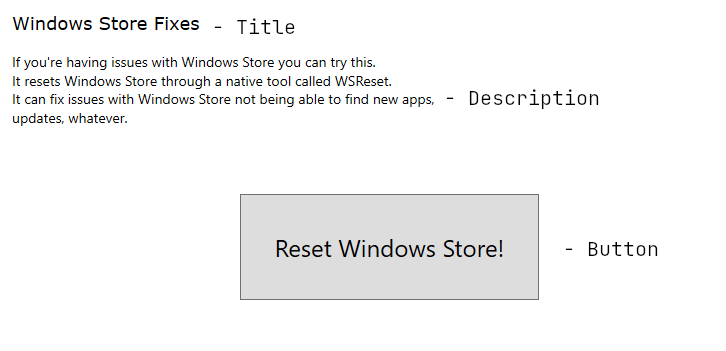 Windows Store Fixes - Title
If you're having issues with Windows Store you can try this.
It resets Windows Store through a native tool called WSReset.
It can fix issues with Windows Store not being able to find new apps, - Description
updates, whatever.
Reset Windows Store! - Button